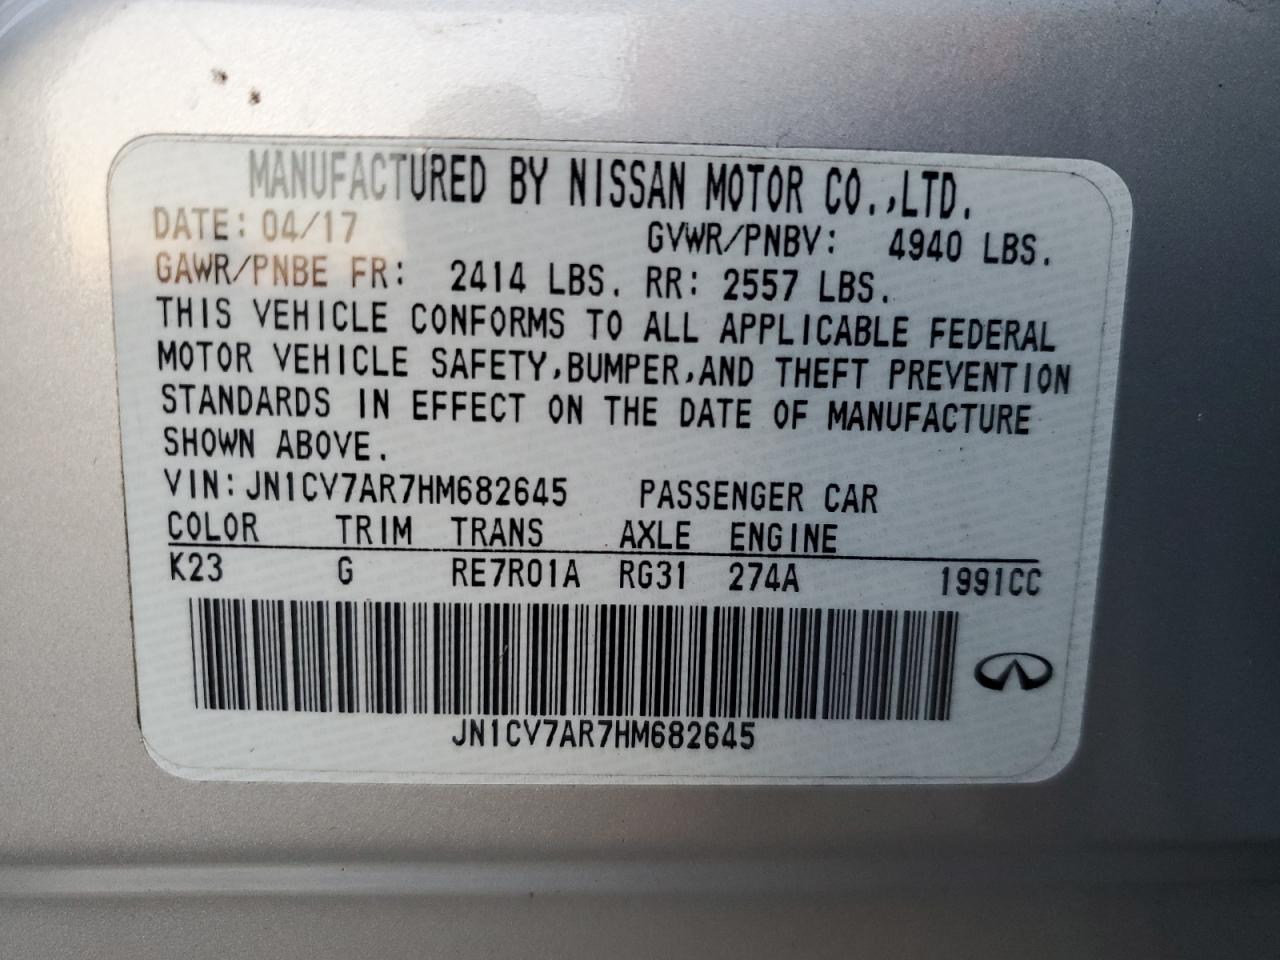 MANUFACTURED BY NISSAN MOTOR CO.,LTD.
DATE: 04/17 GVWR/PNBV: 4940 LBS.
GAWR/PNBE FR: 2414 LBS. RR: 2557 LBS.
THIS VEHICLE CONFORMS TO ALL APPLICABLE FEDERAL
MOTOR VEHICLE SAFETY,BUMPER,AND THEFT PREVENTION
STANDARDS IN EFFECT ON THE DATE OF MANUFACTURE
SHOWN ABOVE.
VIN: JN1CV7AR7HM682645 PASSENGER CAR
COLOR TRIM TRANS AXLE ENGINE
K23 G RE7R01A RG31 274A 1991CC
JN1CV7AR7HM682645